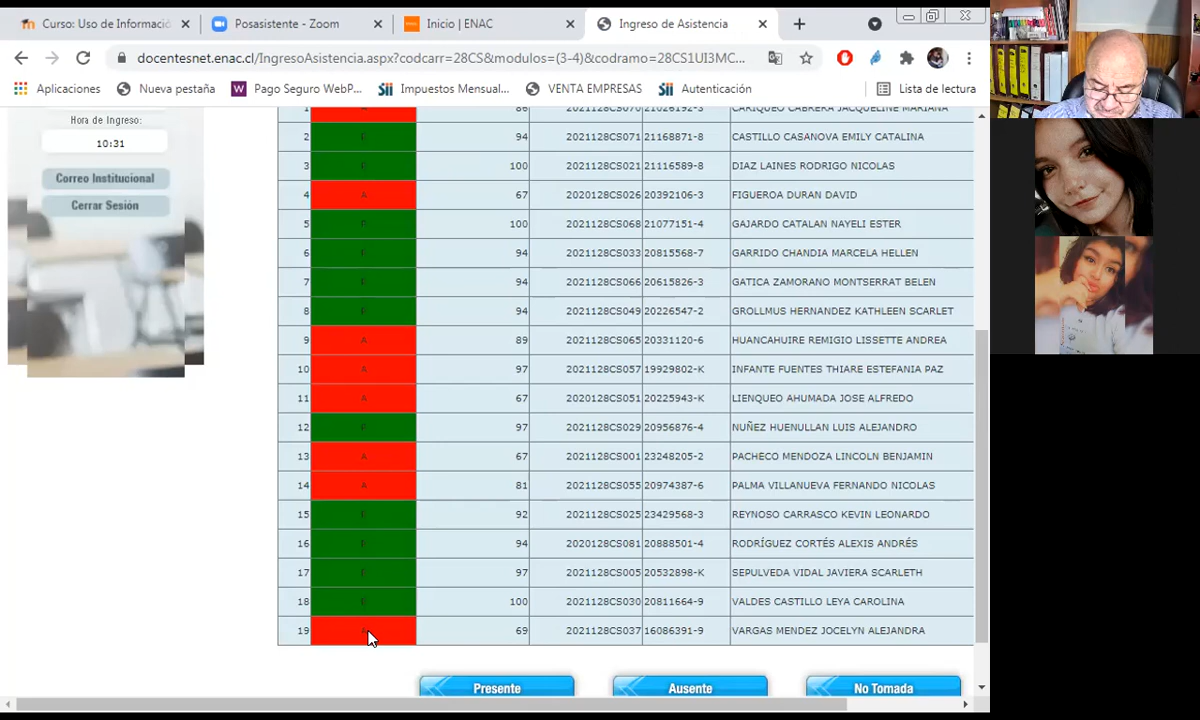 Curso: Uso de Informació
Posasistente - Zoom
Inicio | ENAC
Ingreso de Asistencia
docentesnet.enac.cl/IngresoAsistencia.aspx?codcarr=28CS&modulos=(3-4)&codramo=28CS1UI3MC...
Aplicaciones
Nueva pestaña
Pago Seguro WebP...
Impuestos Mensual...
VENTA EMPRESAS
Autenticación
Lista de lectura
Hora de Ingreso:
10:31
Correo Institucional
Cerrar Sesión
1 A 86 2021128CS070 21026192-3 CARIQUEO CABRERA JACQUELINE MARIANA
2 94 2021128CS071 21168871-8 CASTILLO CASANOVA EMILY CATALINA
3 100 2021128CS021 21116589-8 DIAZ LAINES RODRIGO NICOLAS
4 A 67 2020128CS026 20392106-3 FIGUEROA DURAN DAVID
5 100 2021128CS068 21077151-4 GAJARDO CATALAN NAYELI ESTER
6 94 2021128CS033 20815568-7 GARRIDO CHANDIA MARCELA HELLEN
7 94 2021128CS066 20615826-3 GATICA ZAMORANO MONTSERRAT BELEN
8 94 2021128CS049 20226547-2 GROLLMUS HERNANDEZ KATHLEEN SCARLET
9 A 89 2021128CS065 20331120-6 HUANCAHUIRE REMIGIO LISSETTE ANDREA
10 A 97 2021128CS057 19929802-K INFANTE FUENTES THIARE ESTEFANIA PAZ
11 A 67 2020128CS051 20225943-K LIENQUEO AHUMADA JOSE ALFREDO
12 97 2021128CS029 20956876-4 NUÑEZ HUENULLAN LUIS ALEJANDRO
13 A 67 2021128CS001 23248205-2 PACHECO MENDOZA LINCOLN BENJAMIN
14 A 81 2021128CS055 20974387-6 PALMA VILLANUEVA FERNANDO NICOLAS
15 92 2021128CS025 23429568-3 REYNOSO CARRASCO KEVIN LEONARDO
16 94 2020128CS081 20888501-4 RODRÍGUEZ CORTÉS ALEXIS ANDRÉS
17 97 2021128CS005 20532898-K SEPULVEDA VIDAL JAVIERA SCARLETH
18 100 2021128CS030 20811664-9 VALDES CASTILLO LEYA CAROLINA
19 A 69 2021128CS037 16086391-9 VARGAS MENDEZ JOCELYN ALEJANDRA
Presente
Ausente
No Tomada